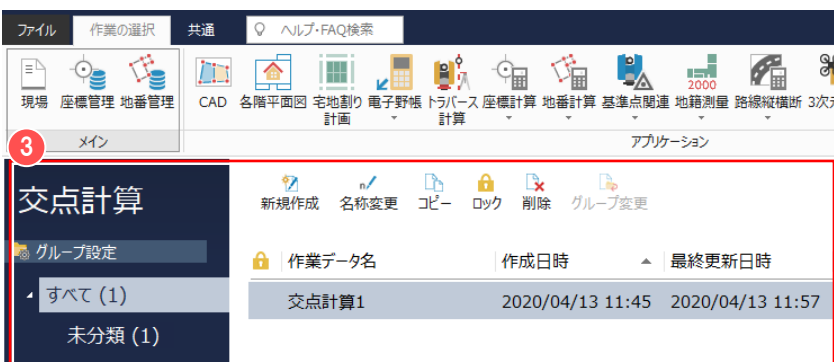 ファイル 作業の選択 共通 ヘルプ・FAQ検索
現場 座標管理 地番管理 CAD 各階平面図 宅地割り計画 電子野帳 トラバース計算 座標計算 地番計算 基準点関連 2000 地籍測量 路線縦横断 3次元
メイン アプリケーション
3
交点計算
新規作成 名称変更 コピー ロック 削除 グループ変更
グループ設定
作業データ名 作成日時 最終更新日時
すべて (1)
交点計算1 2020/04/13 11:45 2020/04/13 11:57
未分類 (1)